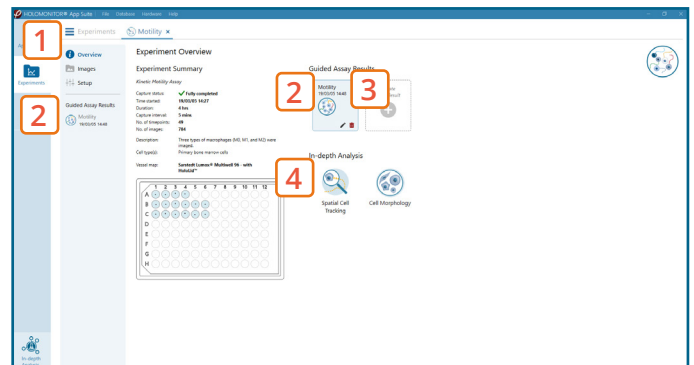 HOLOMONITOR® App Suite File Database Hardware Help
Experiments Motility ×
1
Experiments
2
In-depth
Overview
Images
Setup
Guided Assay Results
Motility
19/03/05 14:48
Experiment Overview
Experiment Summary
Kinetic Motility Assay
Capture status: Fully completed
Time started: 19/03/05 14:27
Duration: 4 hrs
Capture interval: 5 mins
No. of timepoints: 49
No. of images: 784
Description: Three types of macrophages (M0, M1, and M2) were
imaged.
Cell type(s): Primary bone marrow cells
Vessel map: Sarstedt Lumox® Multiwell 96 - with
HoloLid™
1 2 3 4 5 6 7 8 9 10 11 12
A
B
C
D
E
F
G
H
Guided Assay Results
2
Motility
19/03/05 14:48
3
In-depth Analysis
4
Spatial Cell
Tracking
Cell Morphology